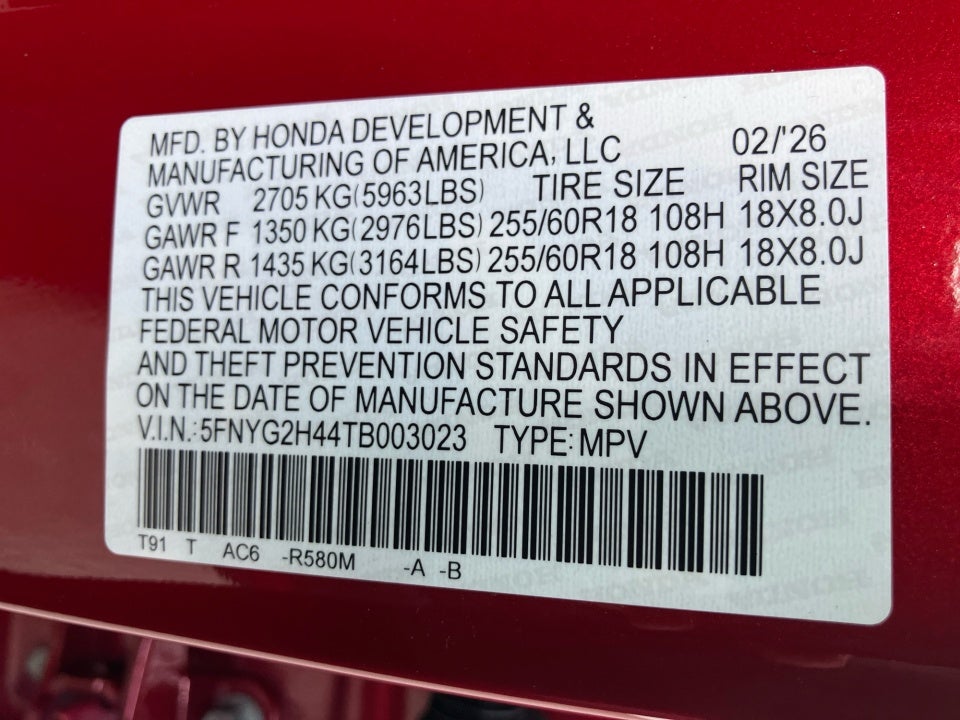 MFD. BY HONDA DEVELOPMENT &
MANUFACTURING OF AMERICA, LLC 02/'26
GVWR 2705 KG(5963LBS) TIRE SIZE RIM SIZE
GAWR F 1350 KG(2976LBS) 255/60R18 108H 18X8.0J
GAWR R 1435 KG(3164LBS) 255/60R18 108H 18X8.0J
THIS VEHICLE CONFORMS TO ALL APPLICABLE
FEDERAL MOTOR VEHICLE SAFETY
AND THEFT PREVENTION STANDARDS IN EFFECT
ON THE DATE OF MANUFACTURE SHOWN ABOVE.
V.I.N.:5FNYG2H44TB003023 TYPE:MPV
T91 T AC6 -R580M -A -B